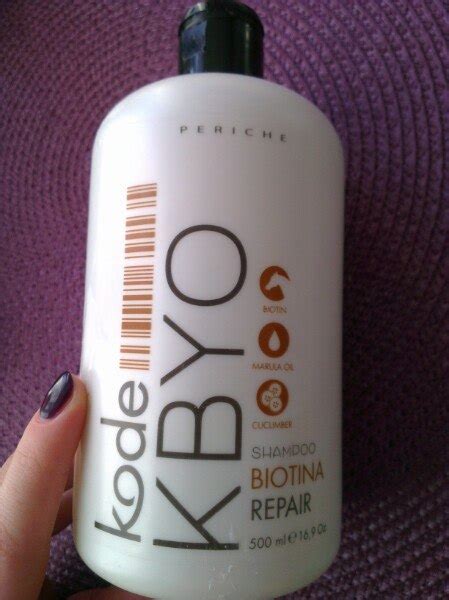 PERICHE
kode
KBYO
BIOTIN
MARULA OIL
CUCUMBER
SHAMPOO
BIOTINA
REPAIR
500 ml ℮ 16,9 Oz